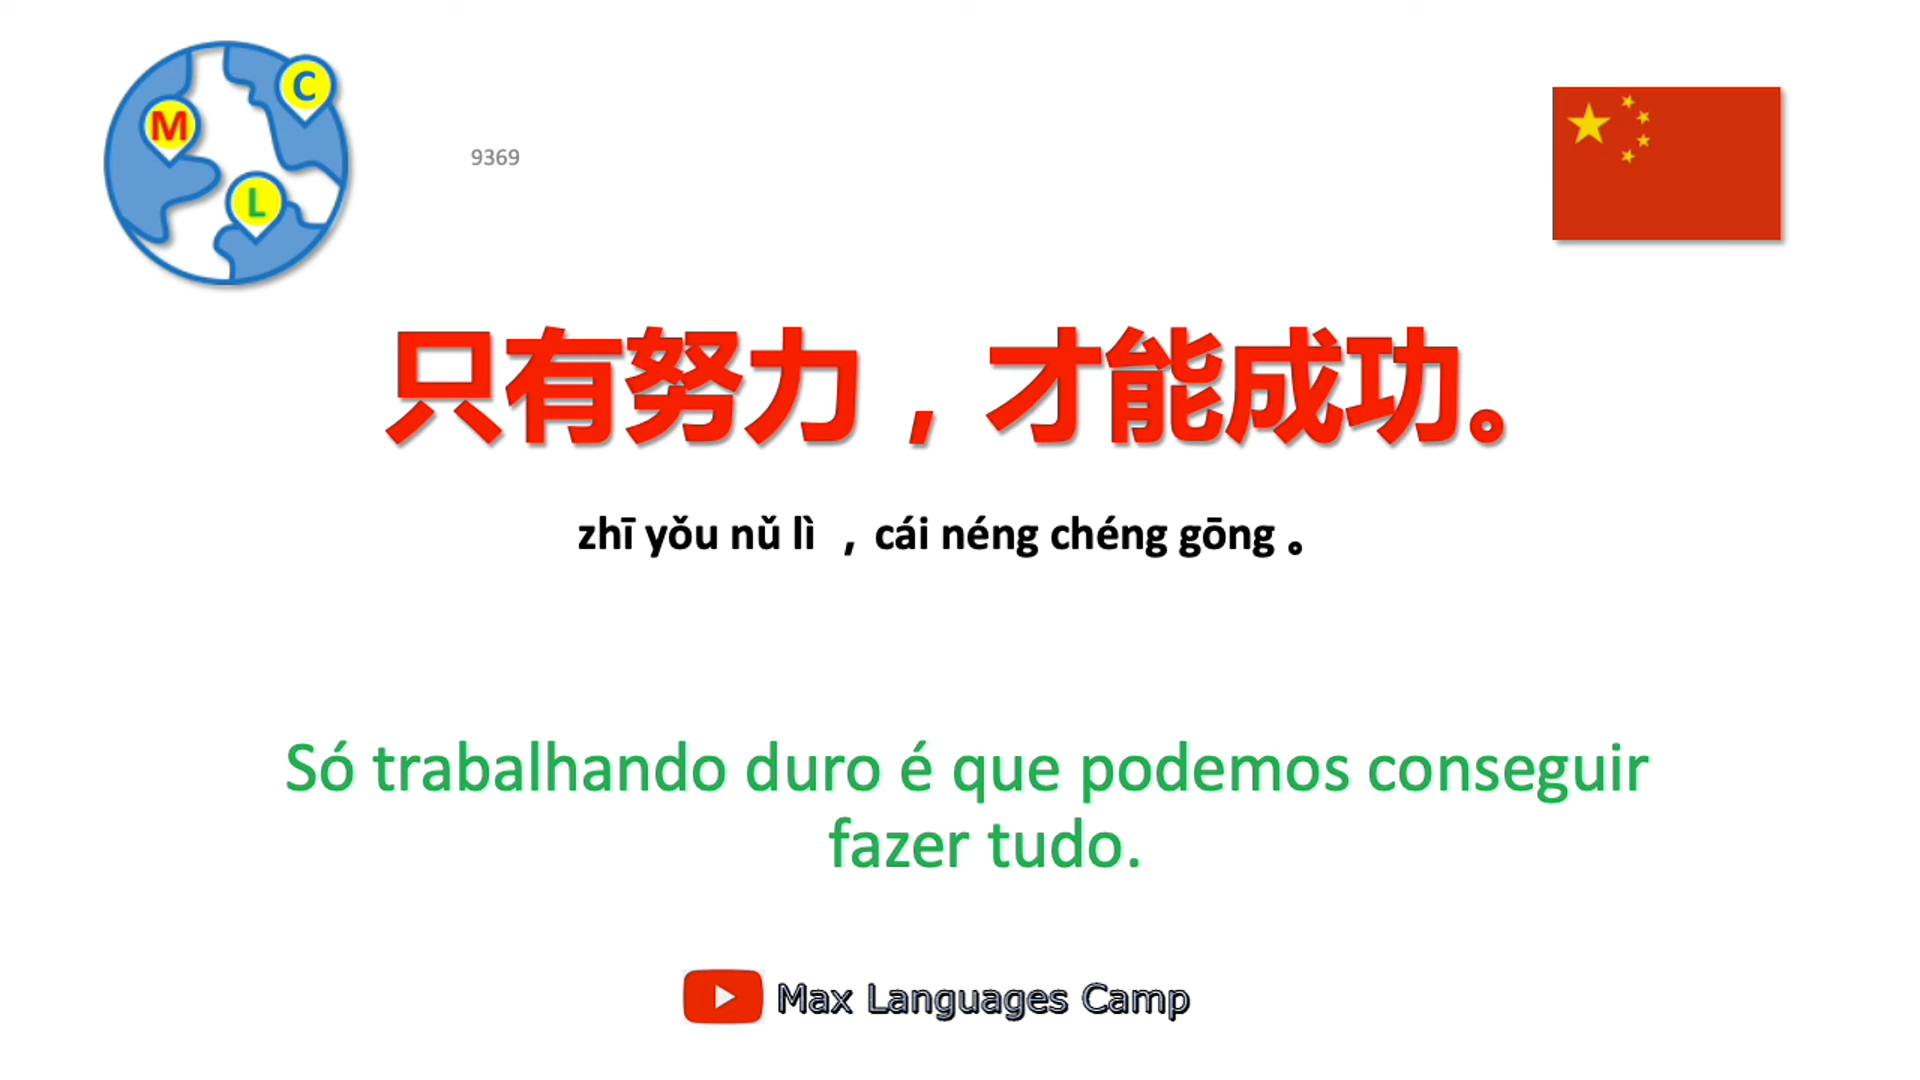 C
M
L
9369
只有努力，才能成功。
zhī yǒu nǔ lì ，cái néng chéng gōng 。
Só trabalhando duro é que podemos conseguir
fazer tudo.
Max Languages Camp